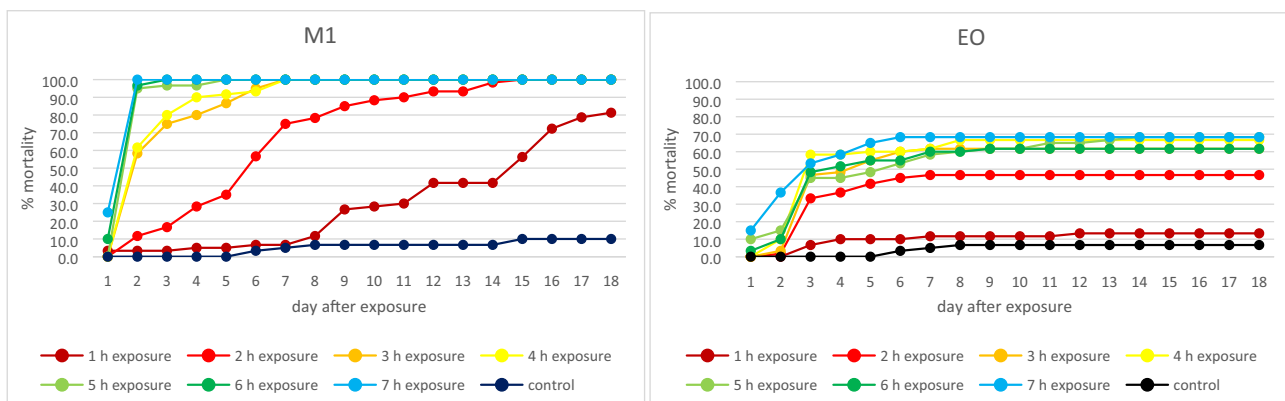 M1
100.0
90.0
80.0
70.0
60.0
50.0
40.0
30.0
20.0
10.0
0.0
% mortality
1 2 3 4 5 6 7 8 9 10 11 12 13 14 15 16 17 18
day after exposure
1 h exposure 2 h exposure 3 h exposure 4 h exposure
5 h exposure 6 h exposure 7 h exposure control
EO
100.0
90.0
80.0
70.0
60.0
50.0
40.0
30.0
20.0
10.0
0.0
% mortality
1 2 3 4 5 6 7 8 9 10 11 12 13 14 15 16 17 18
day after exposure
1 h exposure 2 h exposure 3 h exposure 4 h exposure
5 h exposure 6 h exposure 7 h exposure control